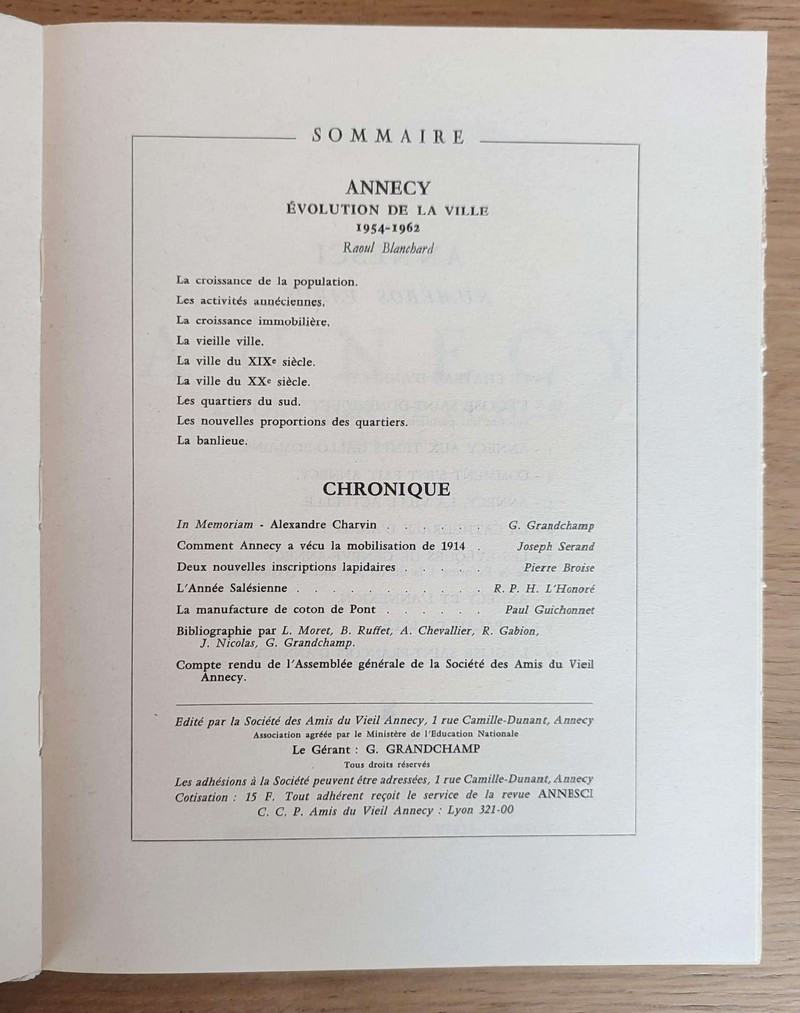 SOMMAIRE
ANNECY
ÉVOLUTION DE LA VILLE
1954-1962
Raoul Blanchard
La croissance de la population.
Les activités annéciennes.
La croissance immobilière.
La vieille ville.
La ville du XIXe siècle.
La ville du XXe siècle.
Les quartiers du sud.
Les nouvelles proportions des quartiers.
La banlieue.
CHRONIQUE
In Memoriam - Alexandre Charvin . . . . . . G. Grandchamp
Comment Annecy a vécu la mobilisation de 1914 . Joseph Serand
Deux nouvelles inscriptions lapidaires . . . . . Pierre Broise
L'Année Salésienne . . . . . . . . . . . R. P. H. L'Honoré
La manufacture de coton de Pont . . . . . . Paul Guichonnet
Bibliographie par L. Moret, B. Ruffet, A. Chevallier, R. Gabion,
J. Nicolas, G. Grandchamp.
Compte rendu de l'Assemblée générale de la Société des Amis du Vieil
Annecy.
Edité par la Société des Amis du Vieil Annecy, 1 rue Camille-Dunant, Annecy
Association agréée par le Ministère de l'Education Nationale
Le Gérant : G. GRANDCHAMP
Tous droits réservés
Les adhésions à la Société peuvent être adressées, 1 rue Camille-Dunant, Annecy
Cotisation : 15 F. Tout adhérent reçoit le service de la revue ANNESCI
C. C. P. Amis du Vieil Annecy : Lyon 321-00